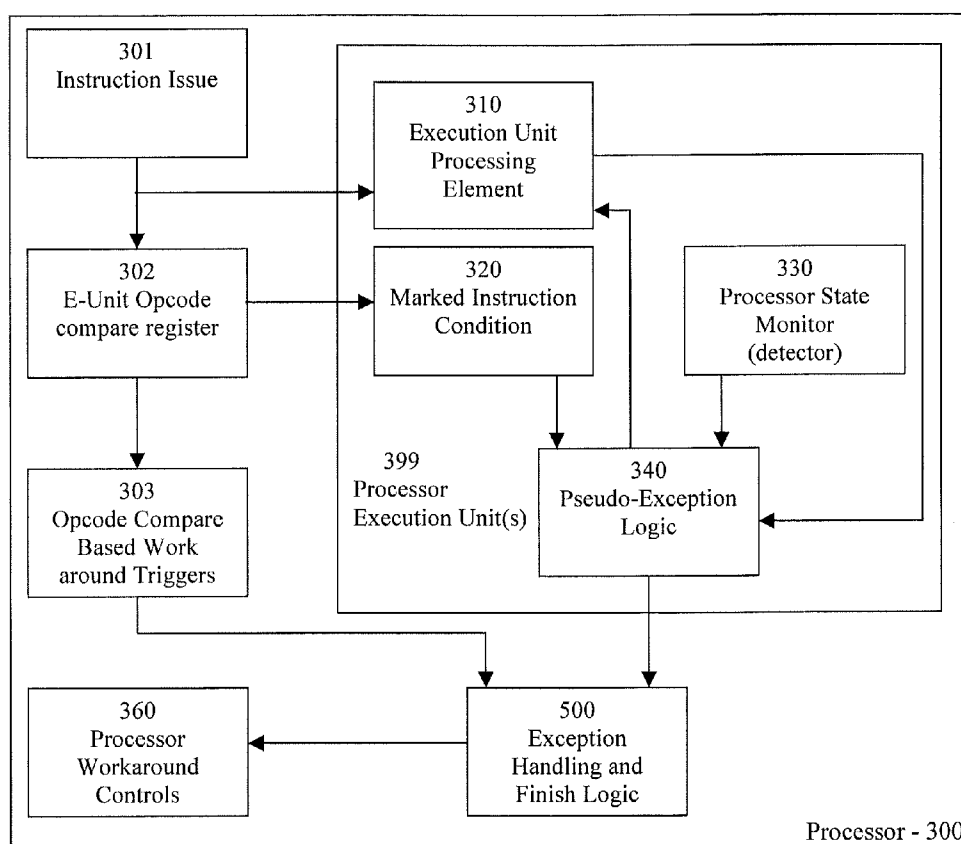 301
Instruction Issue
310
Execution Unit
Processing
Element
302
E-Unit Opcode
compare register
320
Marked Instruction
Condition
330
Processor State
Monitor
(detector)
399
Processor
Execution Unit(s)
340
Pseudo-Exception
Logic
303
Opcode Compare
Based Work
around Triggers
360
Processor
Workaround
Controls
500
Exception
Handling and
Finish Logic
Processor - 300